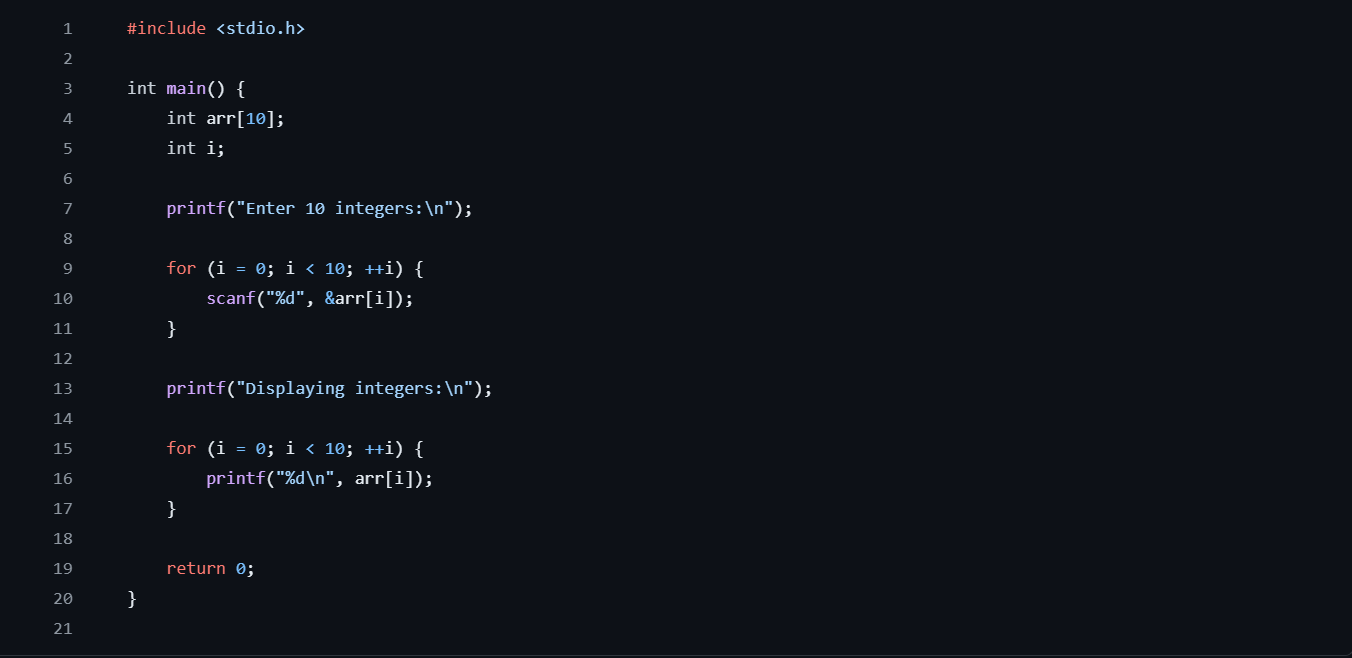 1 #include <stdio.h>
2
3 int main() {
4     int arr[10];
5     int i;
6
7     printf("Enter 10 integers:\n");
8
9     for (i = 0; i < 10; ++i) {
10         scanf("%d", &arr[i]);
11     }
12
13     printf("Displaying integers:\n");
14
15     for (i = 0; i < 10; ++i) {
16         printf("%d\n", arr[i]);
17     }
18
19     return 0;
20 }
21